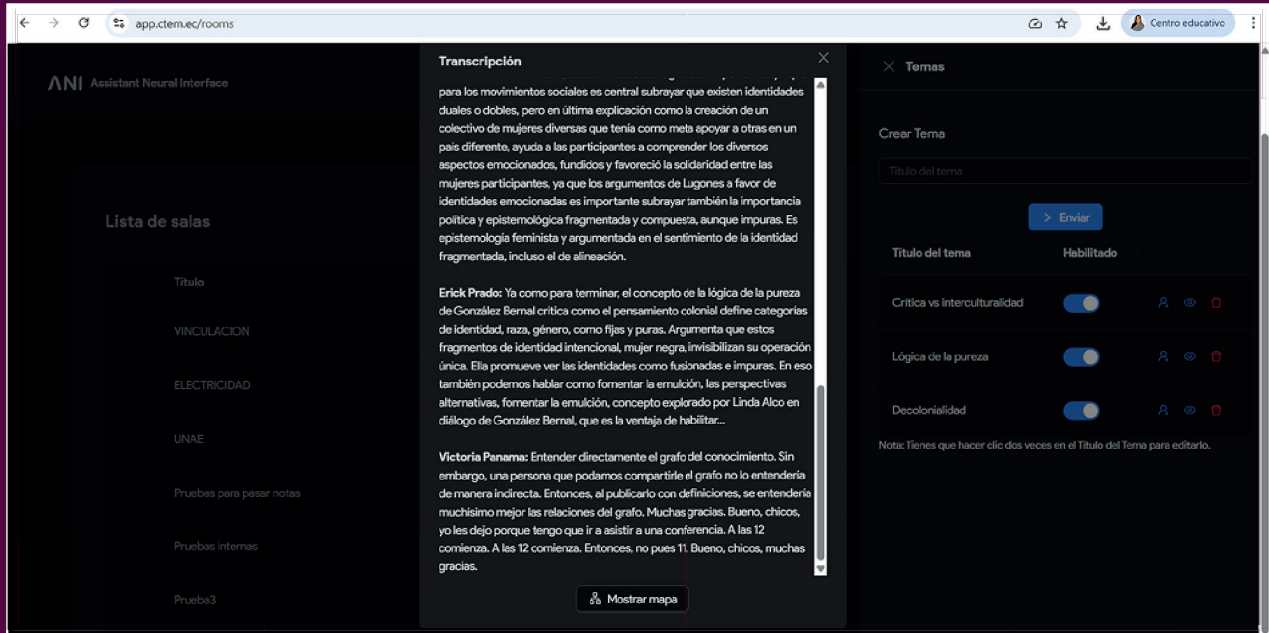 app.ctem.ec/rooms
Centro educativo
ANI Assistant Neural Interface
Lista de salas
Título
VINCULACION
ELECTRICIDAD
UNAE
Pruebas para pasar notas
Pruebas internas
Prueba3
Transcripción
para los movimientos sociales es central subrayar que existen identidades
duales o dobles, pero en última explicación como la creación de un
colectivo de mujeres diversas que tenía como meta apoyar a otras en un
país diferente, ayuda a las participantes a comprender los diversos
aspectos emocionados, fundidos y favoreció la solidaridad entre las
mujeres participantes, ya que los argumentos de Lugones a favor de
identidades emocionadas es importante subrayar también la importancia
política y epistemológica fragmentada y compuesta, aunque impuras. Es
epistemología feminista y argumentada en el sentimiento de la identidad
fragmentada, incluso el de alineación.
Erick Prado: Ya como para terminar, el concepto de la lógica de la pureza
de González Bernal critica como el pensamiento colonial define categorías
de identidad, raza, género, como fijas y puras. Argumenta que estos
fragmentos de identidad intencional, mujer negra, invisibilizan su operación
única. Ella promueve ver las identidades como fusionadas e impuras. En eso
también podemos hablar como fomentar la emulción, las perspectivas
alternativas, fomentar la emulción, concepto explorado por Linda Alco en
diálogo de González Bernal, que es la ventaja de habilitar...
Victoria Panama: Entender directamente el grafo del conocimiento. Sin
embargo, una persona que podamos compartirle el grafo no lo entendería
de manera indirecta. Entonces, al publicarlo con definiciones, se entendería
muchísimo mejor las relaciones del grafo. Muchas gracias. Bueno, chicos,
yo les dejo porque tengo que ir a asistir a una conferencia. A las 12
comienza. A las 12 comienza. Entonces, no pues 11. Bueno, chicos, muchas
gracias.
Mostrar mapa
Temas
Crear Tema
Título del tema
Enviar
Título del tema Habilitado
Crítica vs interculturalidad
Lógica de la pureza
Decolonialidad
Nota: Tienes que hacer clic dos veces en el Título del Tema para editarlo.